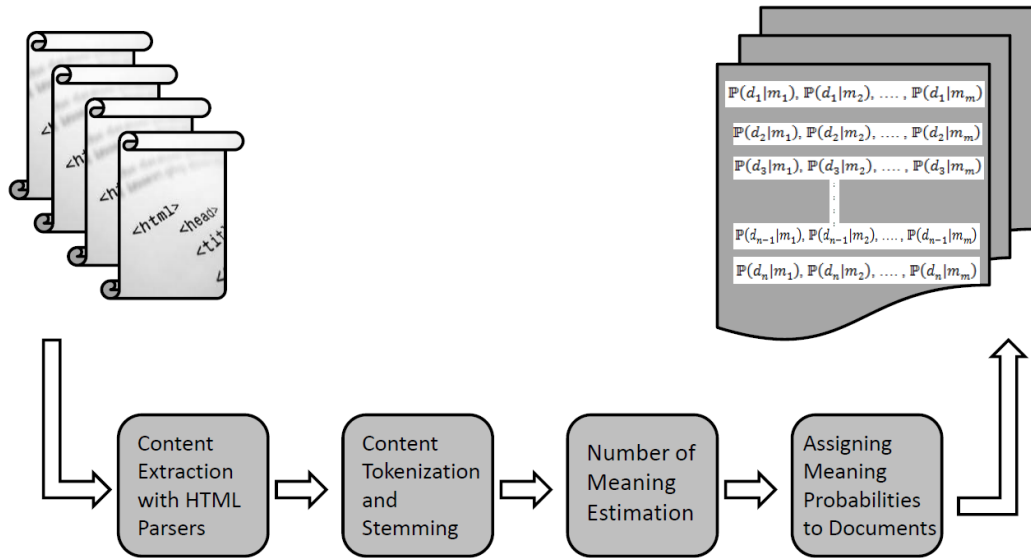 <html>
<head>
<titl
ℙ(d₁|m₁), ℙ(d₁|m₂), .... , ℙ(d₁|mₘ)
ℙ(d₂|m₁), ℙ(d₂|m₂), .... , ℙ(d₂|mₘ)
ℙ(d₃|m₁), ℙ(d₃|m₂), .... , ℙ(d₃|mₘ)
ℙ(dₙ₋₁|m₁), ℙ(dₙ₋₁|m₂), .... , ℙ(dₙ₋₁|mₘ)
ℙ(dₙ|m₁), ℙ(dₙ|m₂), .... , ℙ(dₙ|mₘ)
Content
Extraction
with HTML
Parsers
Content
Tokenization
and
Stemming
Number of
Meaning
Estimation
Assigning
Meaning
Probabilities
to Documents